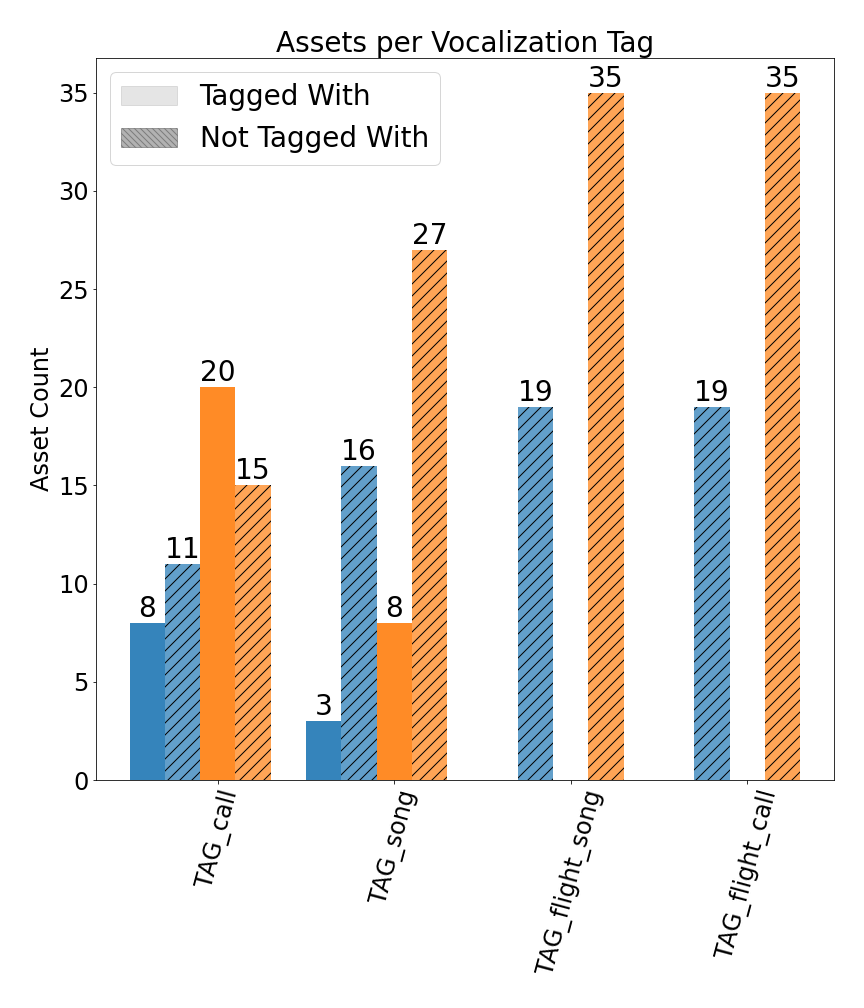 Assets per Vocalization Tag
Tagged With
Not Tagged With
Asset Count
35
30
25
20
15
10
5
0
8
11
20
15
3
16
8
27
19
35
19
35
TAG_call
TAG_song
TAG_flight_song
TAG_flight_call